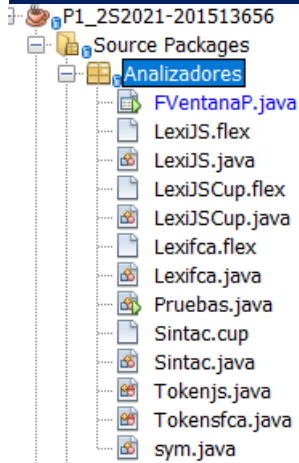 P1_2S2021-201513656
Source Packages
Analizadores
FVentanaP.java
LexiJS.flex
LexiJS.java
LexiJSCup.flex
LexiJSCup.java
Lexifca.flex
Lexifca.java
Pruebas.java
Sintac.cup
Sintac.java
Tokenjs.java
Tokensfca.java
sym.java